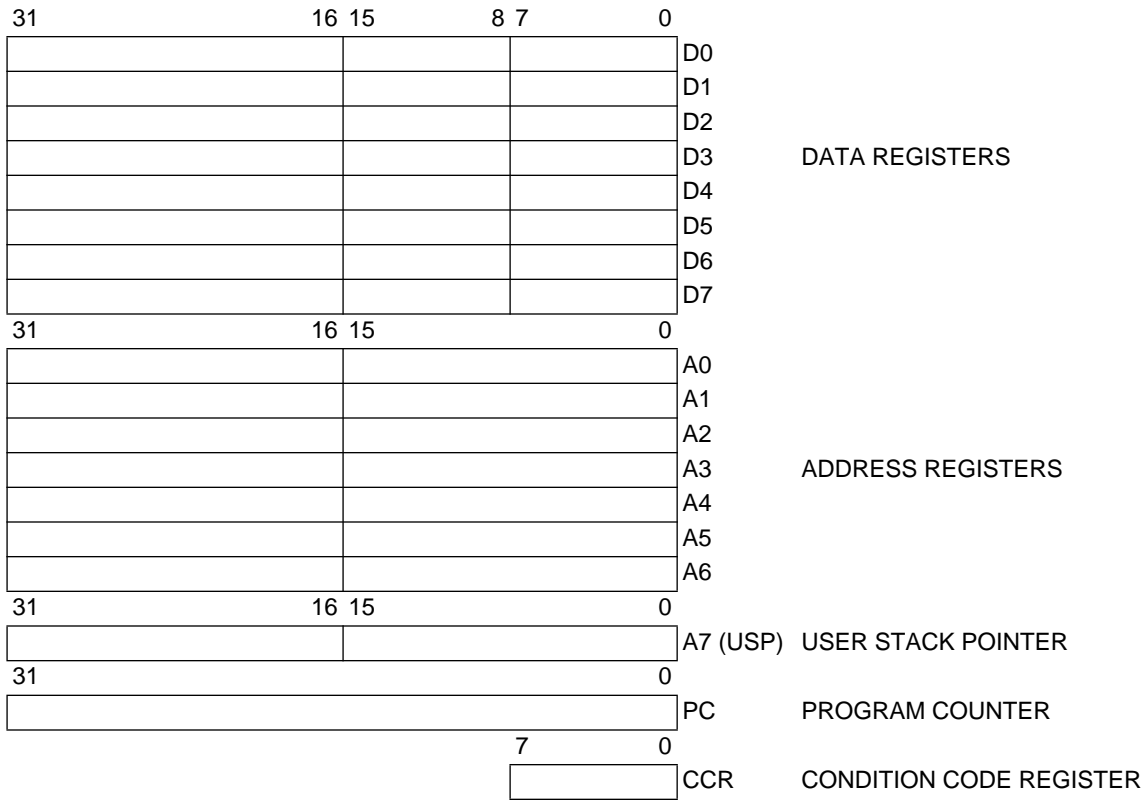 31 16 15 8 7 0
D0
D1
D2
D3 DATA REGISTERS
D4
D5
D6
D7
31 16 15 0
A0
A1
A2
A3 ADDRESS REGISTERS
A4
A5
A6
31 16 15 0
A7 (USP) USER STACK POINTER
31 0
PC PROGRAM COUNTER
7 0
CCR CONDITION CODE REGISTER